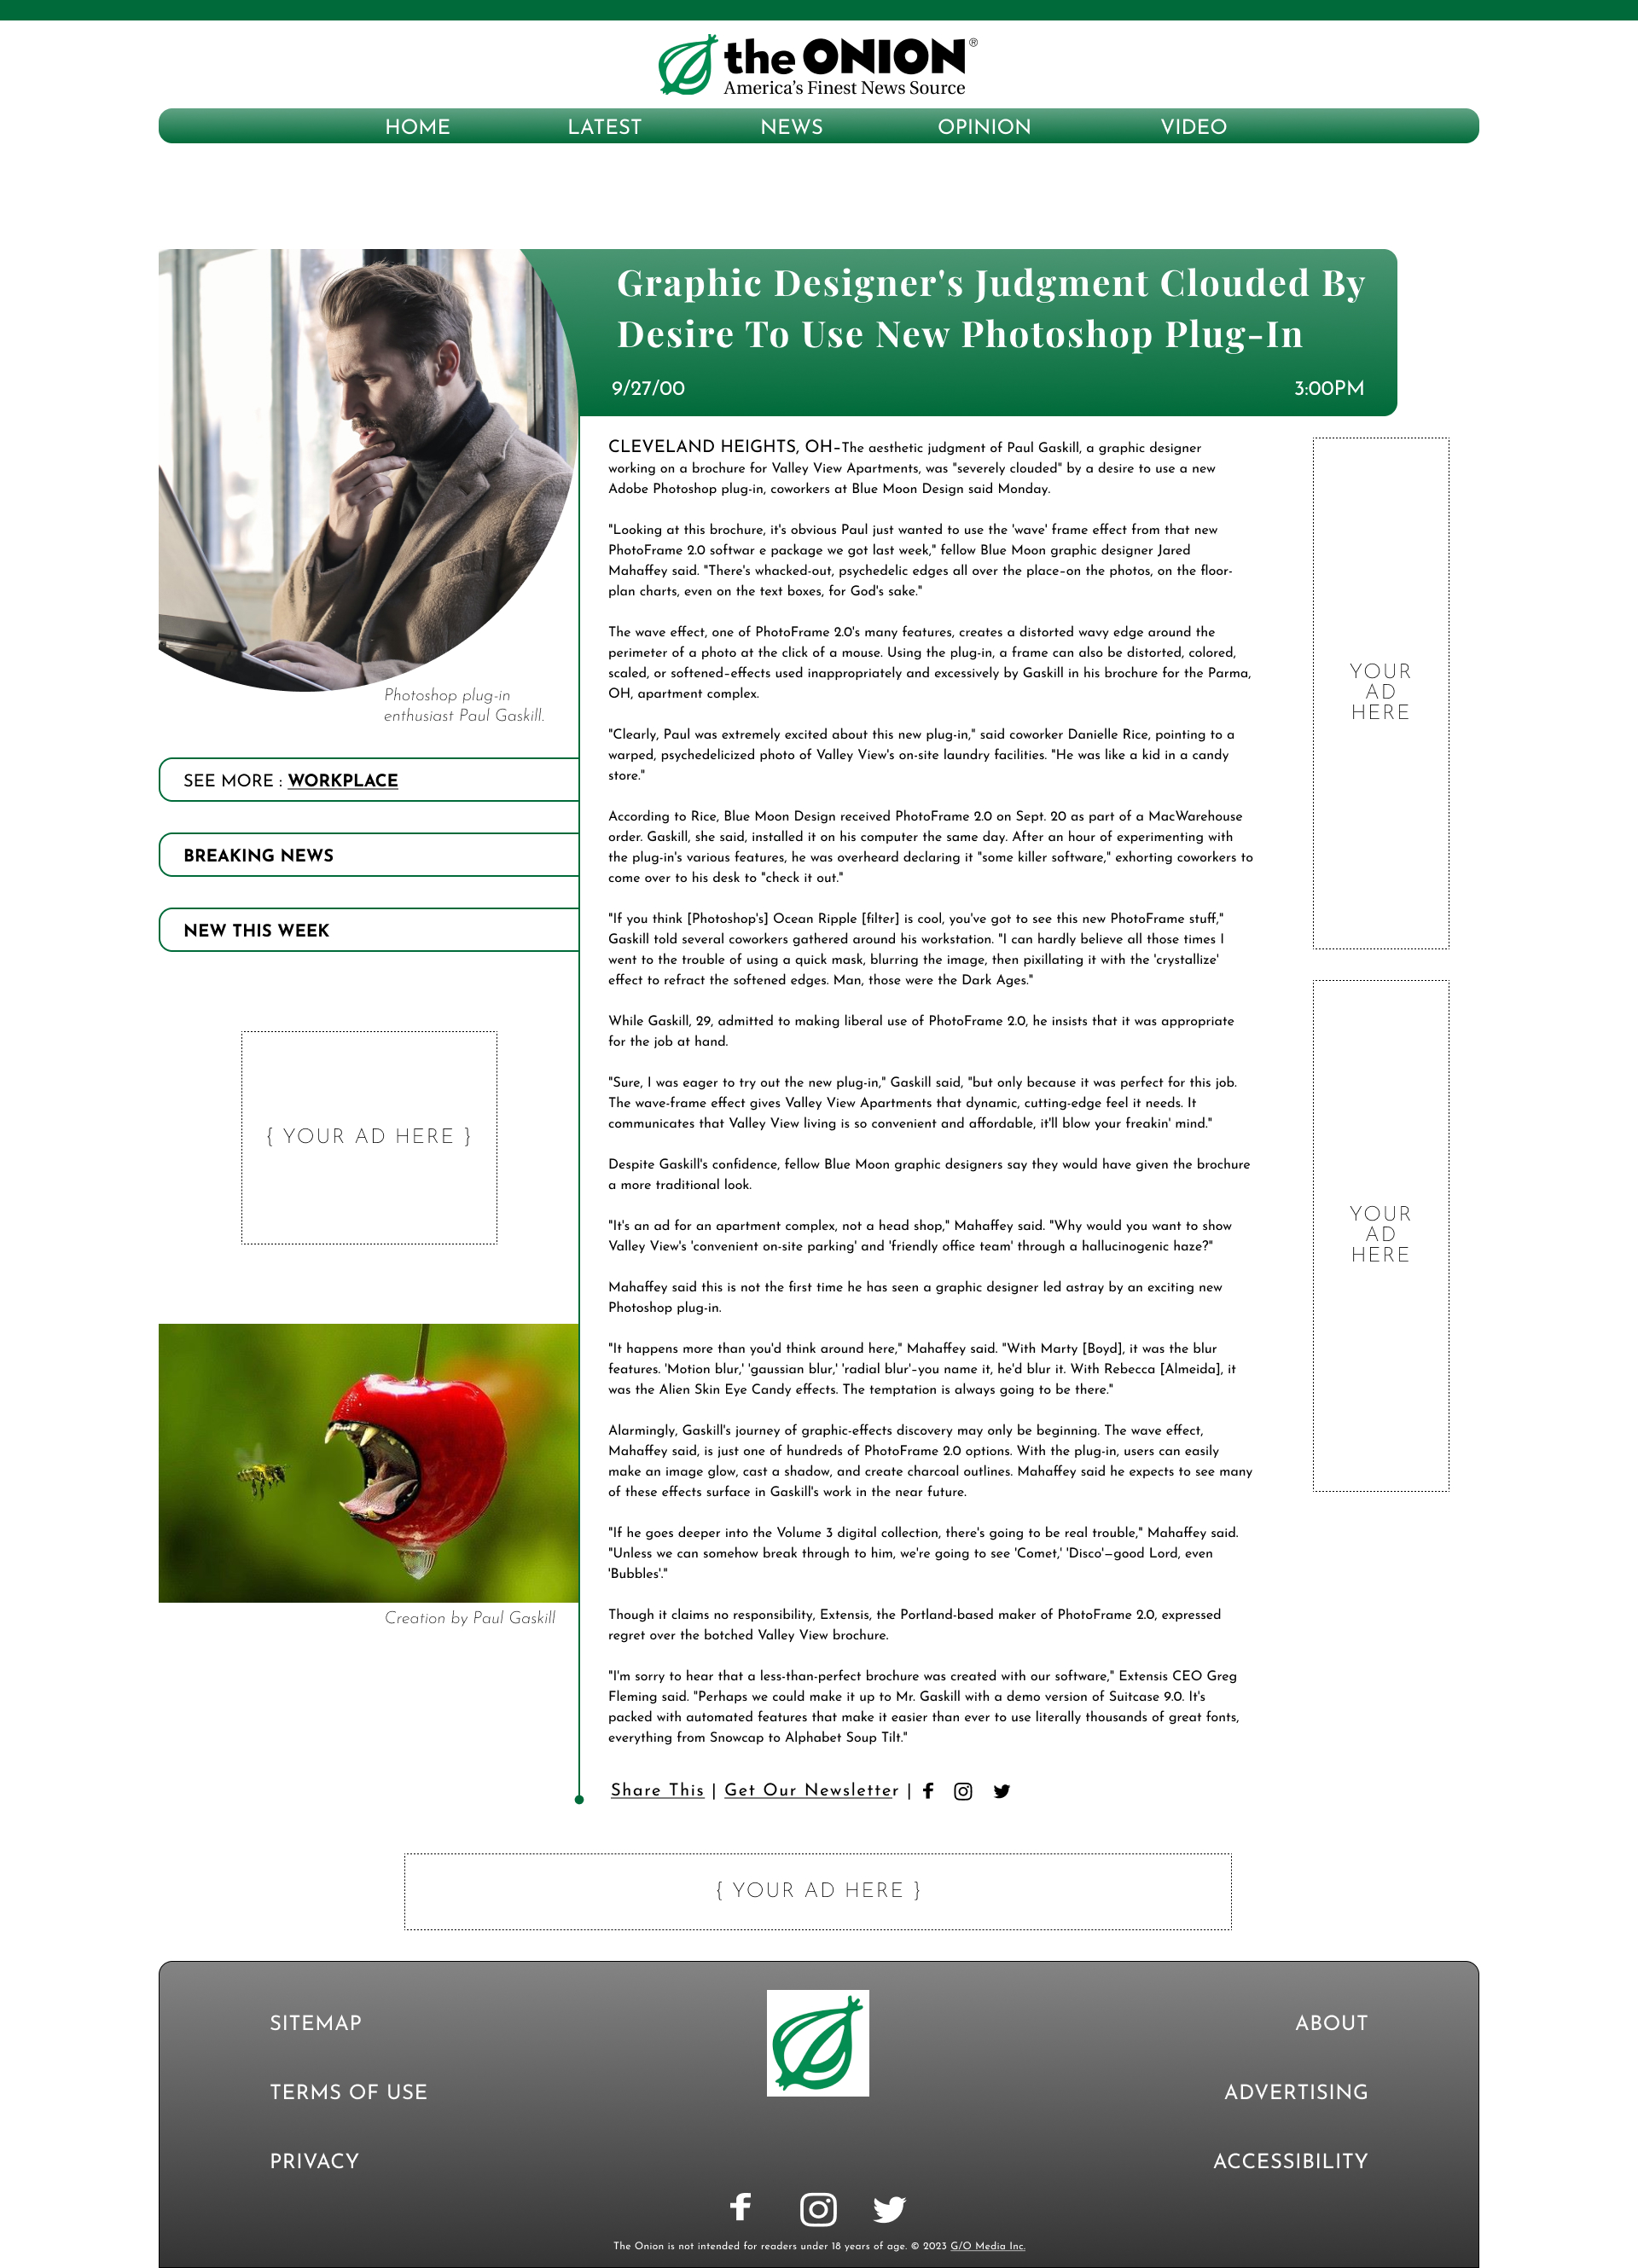 the ONION®
America's Finest News Source
HOME LATEST NEWS OPINION VIDEO
Graphic Designer's Judgment Clouded By
Desire To Use New Photoshop Plug-In
9/27/00 3:00PM
Photoshop plug-in
enthusiast Paul Gaskill.
SEE MORE : WORKPLACE
BREAKING NEWS
NEW THIS WEEK
{ YOUR AD HERE }
Creation by Paul Gaskill
CLEVELAND HEIGHTS, OH–The aesthetic judgment of Paul Gaskill, a graphic designer
working on a brochure for Valley View Apartments, was "severely clouded" by a desire to use a new
Adobe Photoshop plug-in, coworkers at Blue Moon Design said Monday.
"Looking at this brochure, it's obvious Paul just wanted to use the 'wave' frame effect from that new
PhotoFrame 2.0 softwar e package we got last week," fellow Blue Moon graphic designer Jared
Mahaffey said. "There's whacked-out, psychedelic edges all over the place–on the photos, on the floor-
plan charts, even on the text boxes, for God's sake."
The wave effect, one of PhotoFrame 2.0's many features, creates a distorted wavy edge around the
perimeter of a photo at the click of a mouse. Using the plug-in, a frame can also be distorted, colored,
scaled, or softened–effects used inappropriately and excessively by Gaskill in his brochure for the Parma,
OH, apartment complex.
"Clearly, Paul was extremely excited about this new plug-in," said coworker Danielle Rice, pointing to a
warped, psychedelicized photo of Valley View's on-site laundry facilities. "He was like a kid in a candy
store."
According to Rice, Blue Moon Design received PhotoFrame 2.0 on Sept. 20 as part of a MacWarehouse
order. Gaskill, she said, installed it on his computer the same day. After an hour of experimenting with
the plug-in's various features, he was overheard declaring it "some killer software," exhorting coworkers to
come over to his desk to "check it out."
"If you think [Photoshop's] Ocean Ripple [filter] is cool, you've got to see this new PhotoFrame stuff,"
Gaskill told several coworkers gathered around his workstation. "I can hardly believe all those times I
went to the trouble of using a quick mask, blurring the image, then pixillating it with the 'crystallize'
effect to refract the softened edges. Man, those were the Dark Ages."
While Gaskill, 29, admitted to making liberal use of PhotoFrame 2.0, he insists that it was appropriate
for the job at hand.
"Sure, I was eager to try out the new plug-in," Gaskill said, "but only because it was perfect for this job.
The wave-frame effect gives Valley View Apartments that dynamic, cutting-edge feel it needs. It
communicates that Valley View living is so convenient and affordable, it'll blow your freakin' mind."
Despite Gaskill's confidence, fellow Blue Moon graphic designers say they would have given the brochure
a more traditional look.
"It's an ad for an apartment complex, not a head shop," Mahaffey said. "Why would you want to show
Valley View's 'convenient on-site parking' and 'friendly office team' through a hallucinogenic haze?"
Mahaffey said this is not the first time he has seen a graphic designer led astray by an exciting new
Photoshop plug-in.
"It happens more than you'd think around here," Mahaffey said. "With Marty [Boyd], it was the blur
features. 'Motion blur,' 'gaussian blur,' 'radial blur'–you name it, he'd blur it. With Rebecca [Almeida], it
was the Alien Skin Eye Candy effects. The temptation is always going to be there."
Alarmingly, Gaskill's journey of graphic-effects discovery may only be beginning. The wave effect,
Mahaffey said, is just one of hundreds of PhotoFrame 2.0 options. With the plug-in, users can easily
make an image glow, cast a shadow, and create charcoal outlines. Mahaffey said he expects to see many
of these effects surface in Gaskill's work in the near future.
"If he goes deeper into the Volume 3 digital collection, there's going to be real trouble," Mahaffey said.
"Unless we can somehow break through to him, we're going to see 'Comet,' 'Disco'—good Lord, even
'Bubbles'."
Though it claims no responsibility, Extensis, the Portland-based maker of PhotoFrame 2.0, expressed
regret over the botched Valley View brochure.
"I'm sorry to hear that a less-than-perfect brochure was created with our software," Extensis CEO Greg
Fleming said. "Perhaps we could make it up to Mr. Gaskill with a demo version of Suitcase 9.0. It's
packed with automated features that make it easier than ever to use literally thousands of great fonts,
everything from Snowcap to Alphabet Soup Tilt."
Share This | Get Our Newsletter |
YOUR
AD
HERE
YOUR
AD
HERE
{ YOUR AD HERE }
SITEMAP
TERMS OF USE
PRIVACY
ABOUT
ADVERTISING
ACCESSIBILITY
The Onion is not intended for readers under 18 years of age. © 2023 G/O Media Inc.